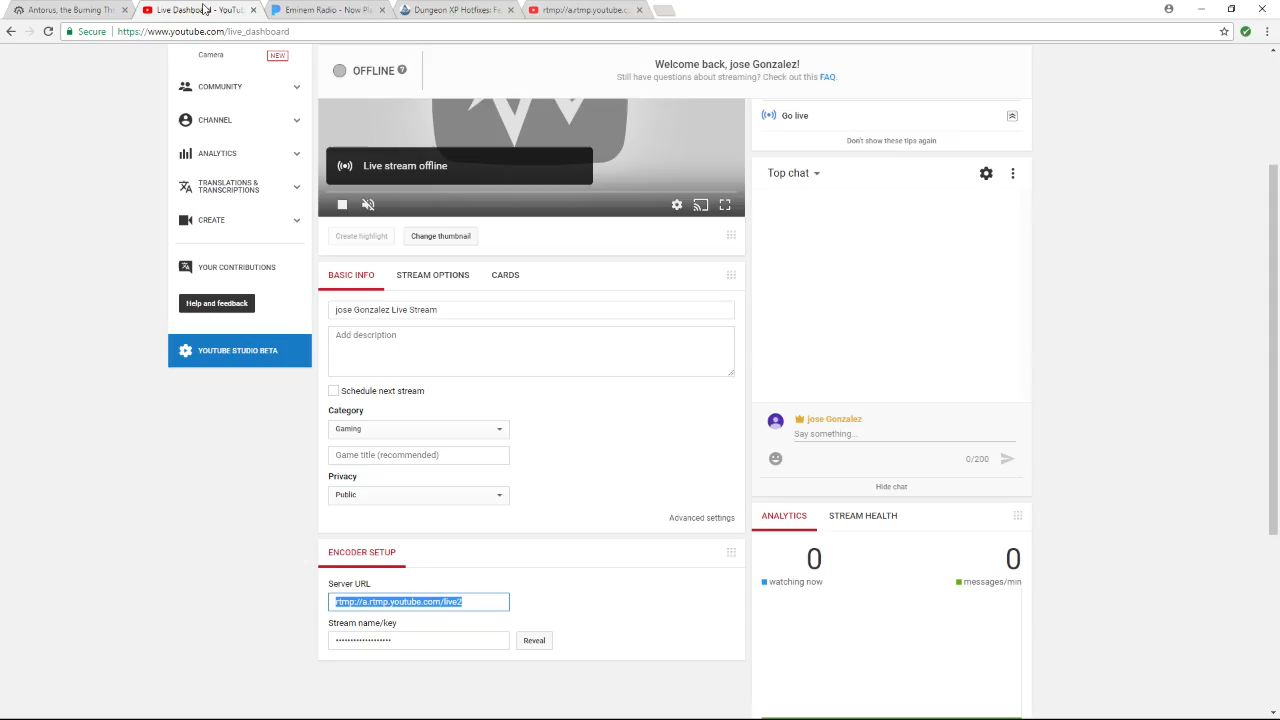 Antorus, the Burning Thr
Live Dashboard - YouTu
Eminem Radio - Now Pl
Dungeon XP Hotfixes: Fe
rtmp://a.rtmp.youtube.co
Secure
https://www.youtube.com/live_dashboard
Camera
NEW
COMMUNITY
CHANNEL
ANALYTICS
TRANSLATIONS &
TRANSCRIPTIONS
CREATE
YOUR CONTRIBUTIONS
Help and feedback
YOUTUBE STUDIO BETA
OFFLINE
Welcome back, jose Gonzalez!
Still have questions about streaming? Check out this FAQ.
Live stream offline
Create highlight
Change thumbnail
BASIC INFO
STREAM OPTIONS
CARDS
jose Gonzalez Live Stream
Add description
Schedule next stream
Category
Gaming
Game title (recommended)
Privacy
Public
Advanced settings
ENCODER SETUP
Server URL
rtmp://a.rtmp.youtube.com/live2
Stream name/key
••••••••••••••••••••
Reveal
Go live
Don't show these tips again
Top chat
jose Gonzalez
Say something...
0/200
Hide chat
ANALYTICS
STREAM HEALTH
0
0
watching now
messages/min